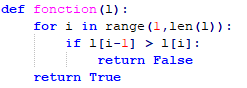 def fonction(l):
    for i in range(1,len(l)):
        if l[i-1] > l[i]:
            return False
    return True